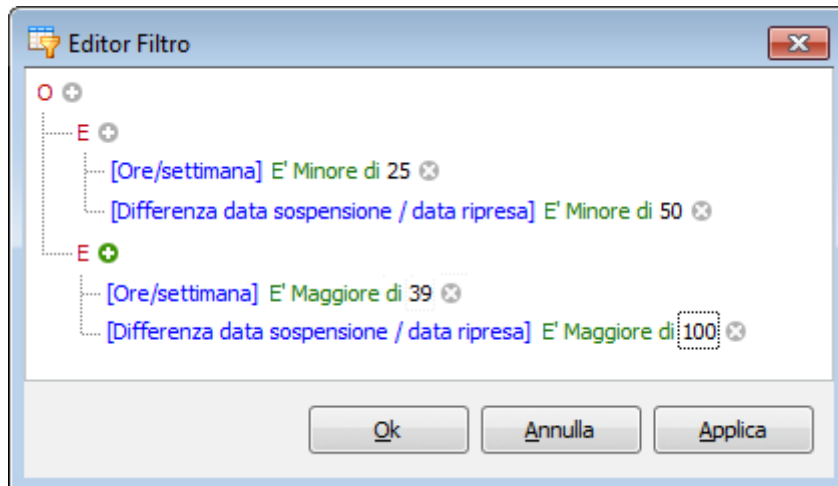 Editor Filtro
O
E
[Ore/settimana] E' Minore di 25
[Differenza data sospensione / data ripresa] E' Minore di 50
E
[Ore/settimana] E' Maggiore di 39
[Differenza data sospensione / data ripresa] E' Maggiore di 100
Ok Annulla Applica